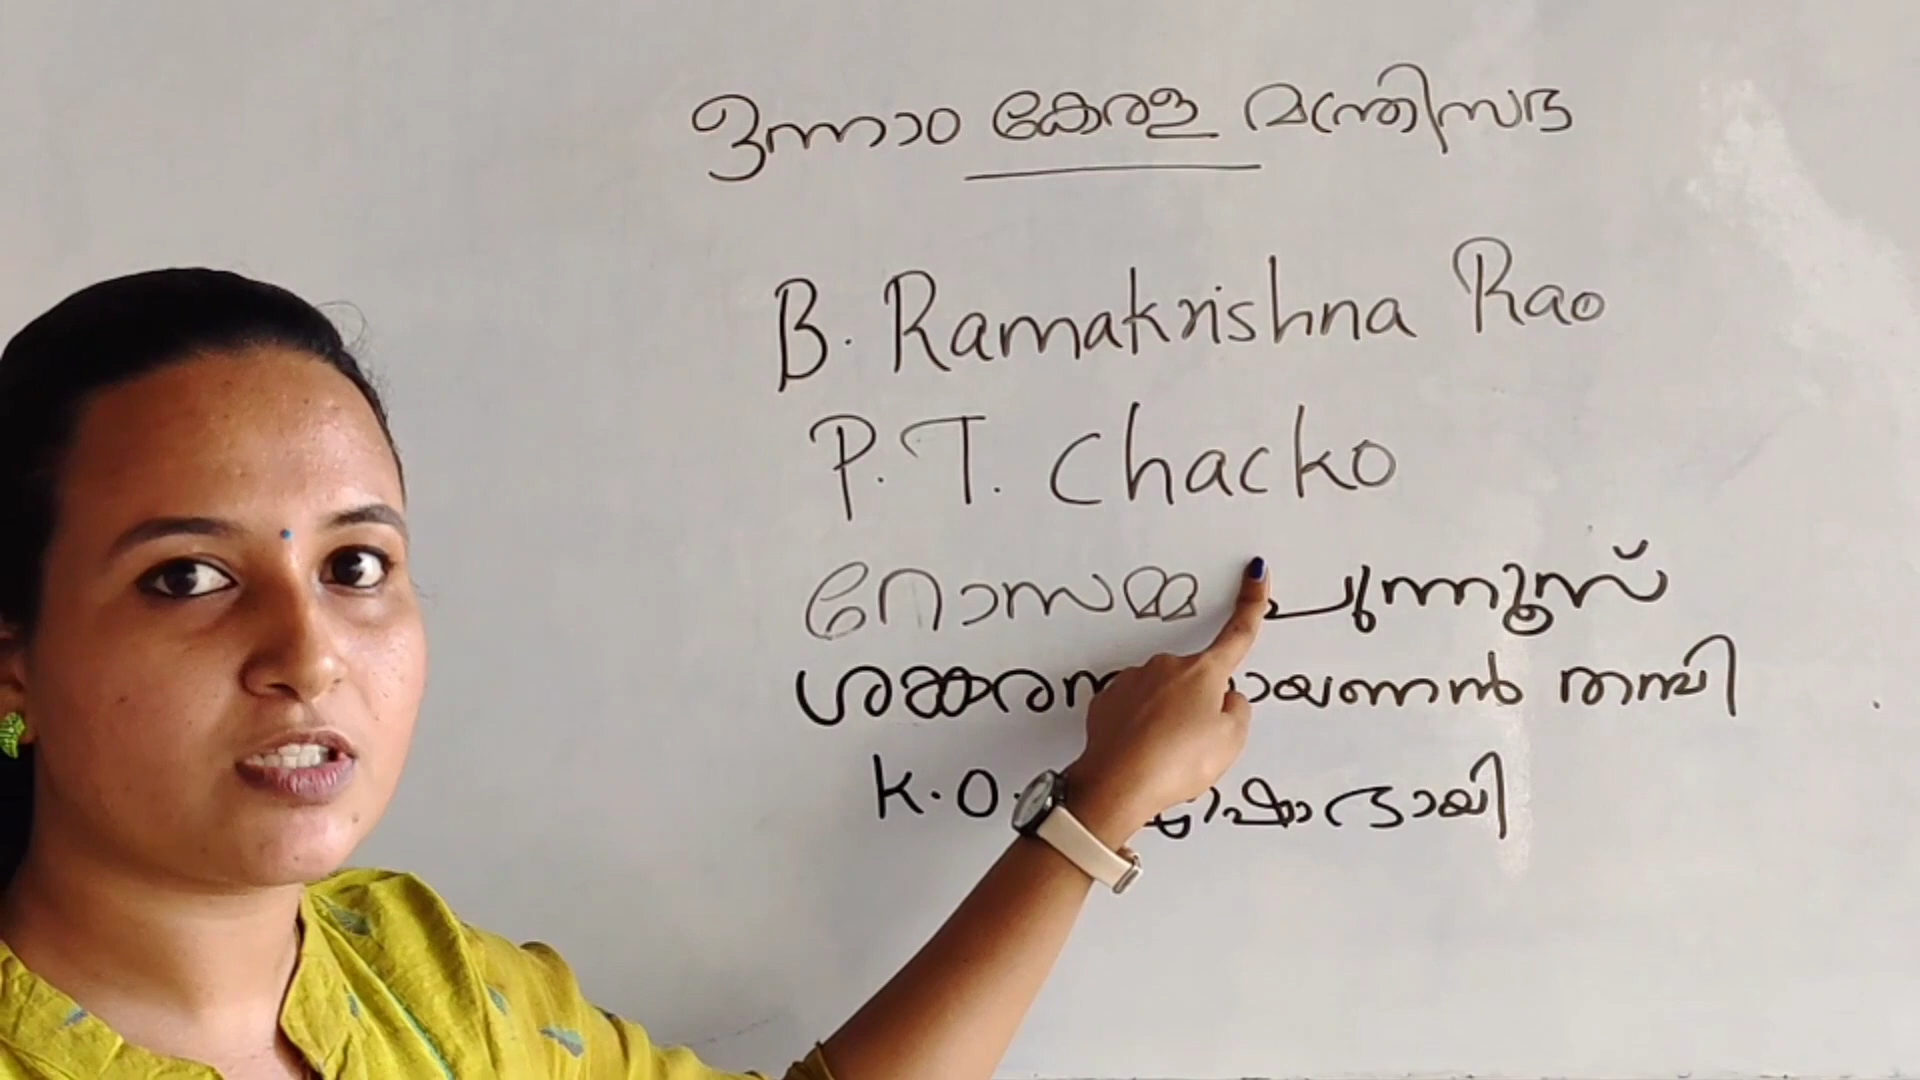 ഒന്നാം കേരള മന്ത്രിസഭ
B. Ramakrishna Rao
P. T. Chacko
റോസമ്മ പുന്നൂസ്
തമ്പി
K. O.